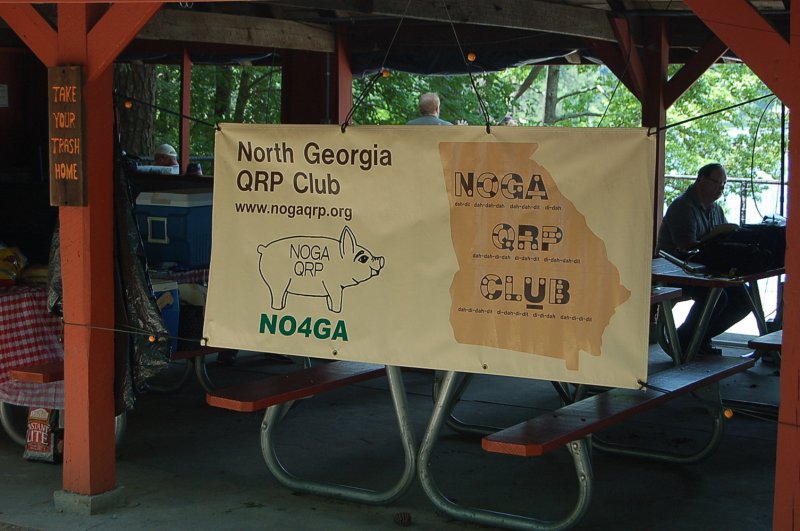 TAKE
YOUR
TRASH
HOME
North Georgia
QRP Club
www.nogaqrp.org
NOGA
QRP
NO4GA
NOGA
dah-dit dah-dah-dah dah-dah-dit di-dah
QRP
dah-dah-di-dah di-dah-dit di-dah-dah-dit
CLUB
dah-di-dah-dit di-dah-di-dit di-di-dah dah-di-di-dit
INSTANT
LITE